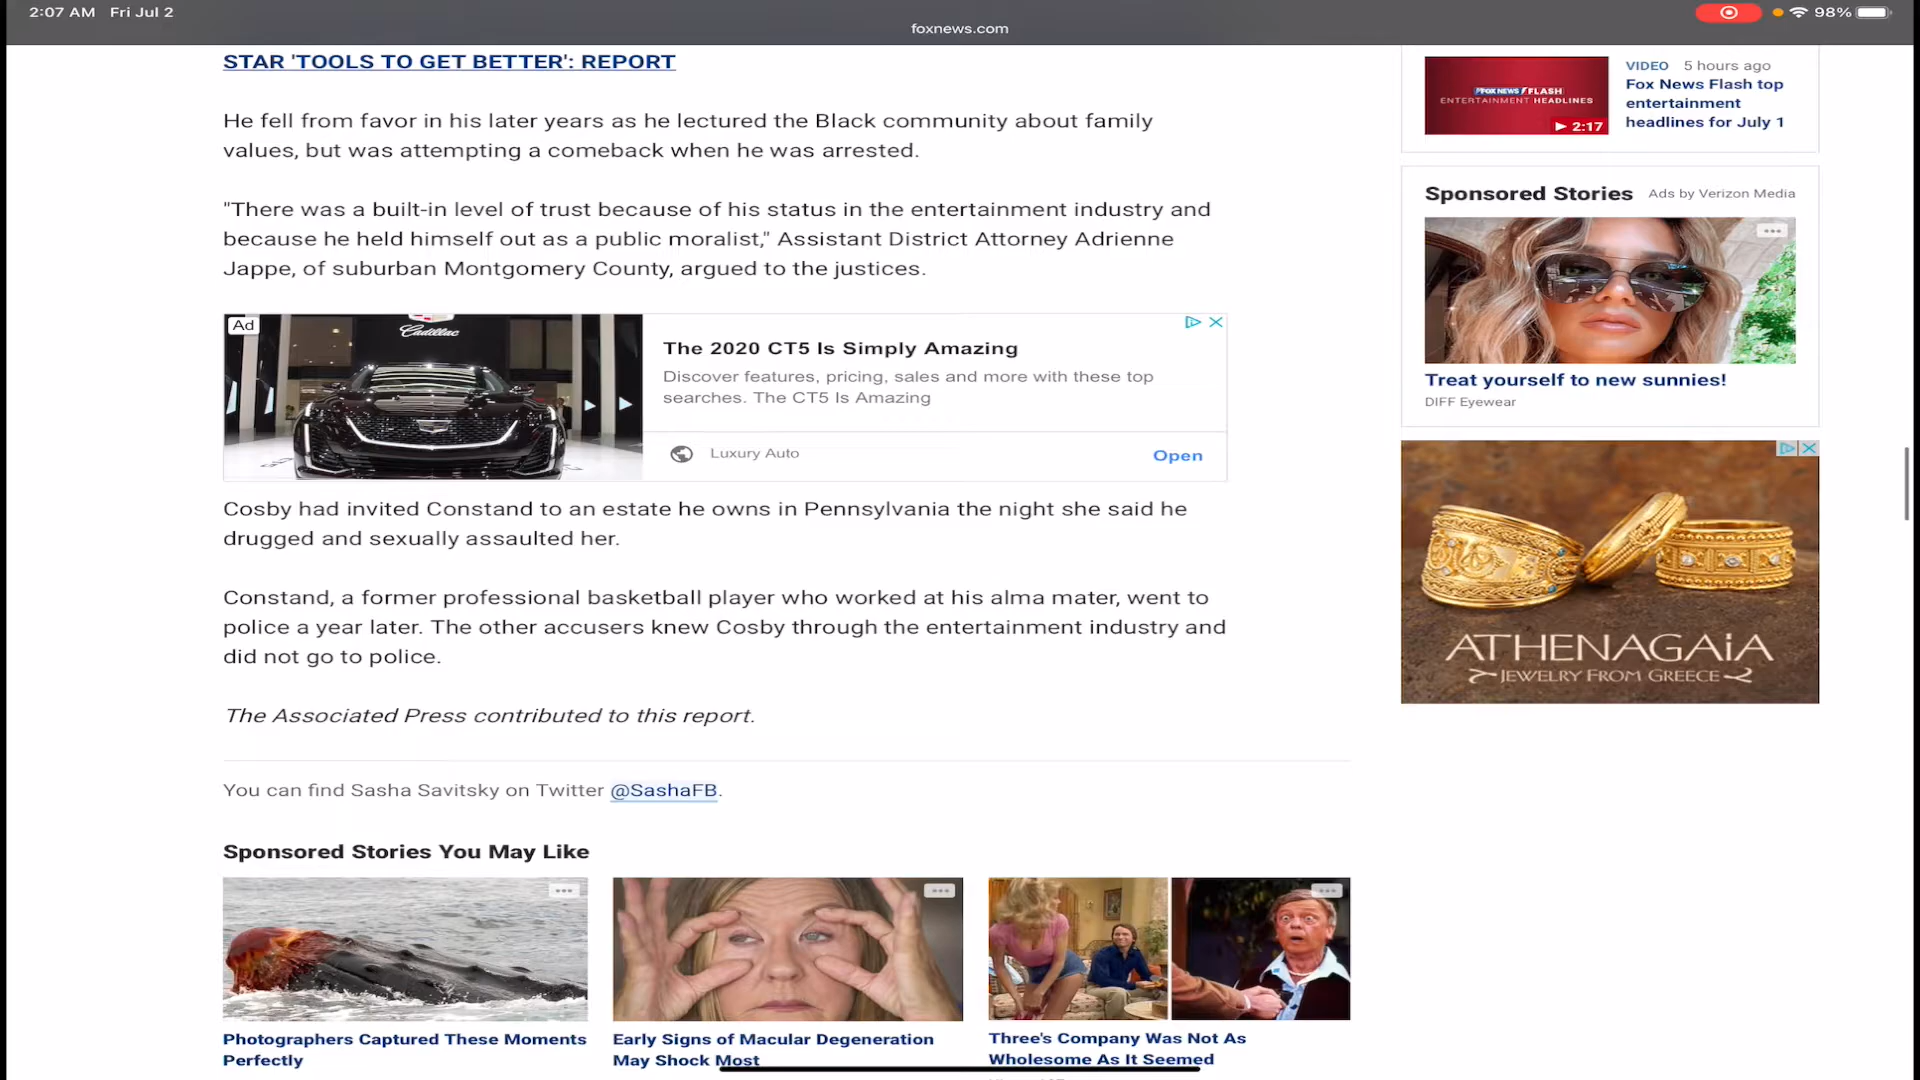 2:07 AM Fri Jul 2
98%
foxnews.com
STAR 'TOOLS TO GET BETTER': REPORT
He fell from favor in his later years as he lectured the Black community about family
values, but was attempting a comeback when he was arrested.
"There was a built-in level of trust because of his status in the entertainment industry and
because he held himself out as a public moralist," Assistant District Attorney Adrienne
Jappe, of suburban Montgomery County, argued to the justices.
Ad
Cadillac
The 2020 CT5 Is Simply Amazing
Discover features, pricing, sales and more with these top
searches. The CT5 Is Amazing
Luxury Auto
Open
Cosby had invited Constand to an estate he owns in Pennsylvania the night she said he
drugged and sexually assaulted her.
Constand, a former professional basketball player who worked at his alma mater, went to
police a year later. The other accusers knew Cosby through the entertainment industry and
did not go to police.
The Associated Press contributed to this report.
You can find Sasha Savitsky on Twitter @SashaFB.
Sponsored Stories You May Like
Photographers Captured These Moments
Perfectly
Early Signs of Macular Degeneration
May Shock Most
Three's Company Was Not As
Wholesome As It Seemed
FOX NEWS FLASH
ENTERTAINMENT HEADLINES
2:17
VIDEO 5 hours ago
Fox News Flash top
entertainment
headlines for July 1
Sponsored Stories Ads by Verizon Media
Treat yourself to new sunnies!
DIFF Eyewear
ATHENAGAiA
JEWELRY FROM GREECE